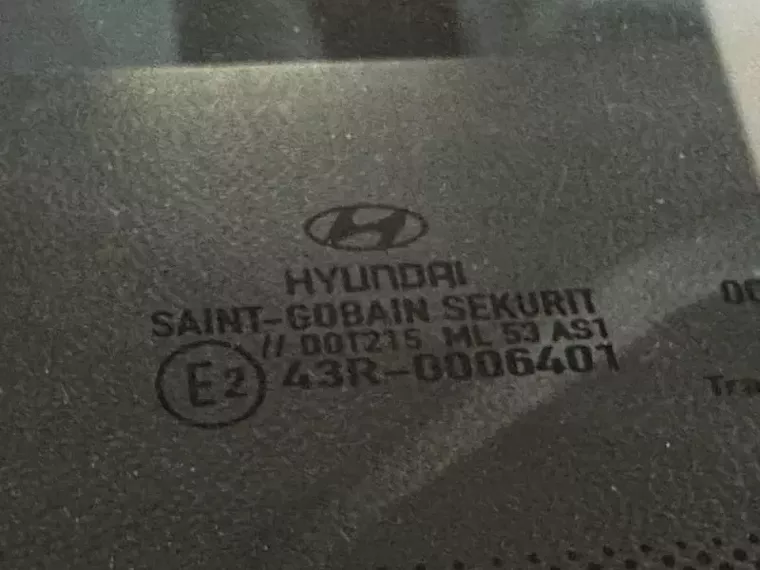 HYUNDAI
SAINT-GOBAIN SEKURIT
// DOT215 ML 53 AS1
E2 43R-0006401